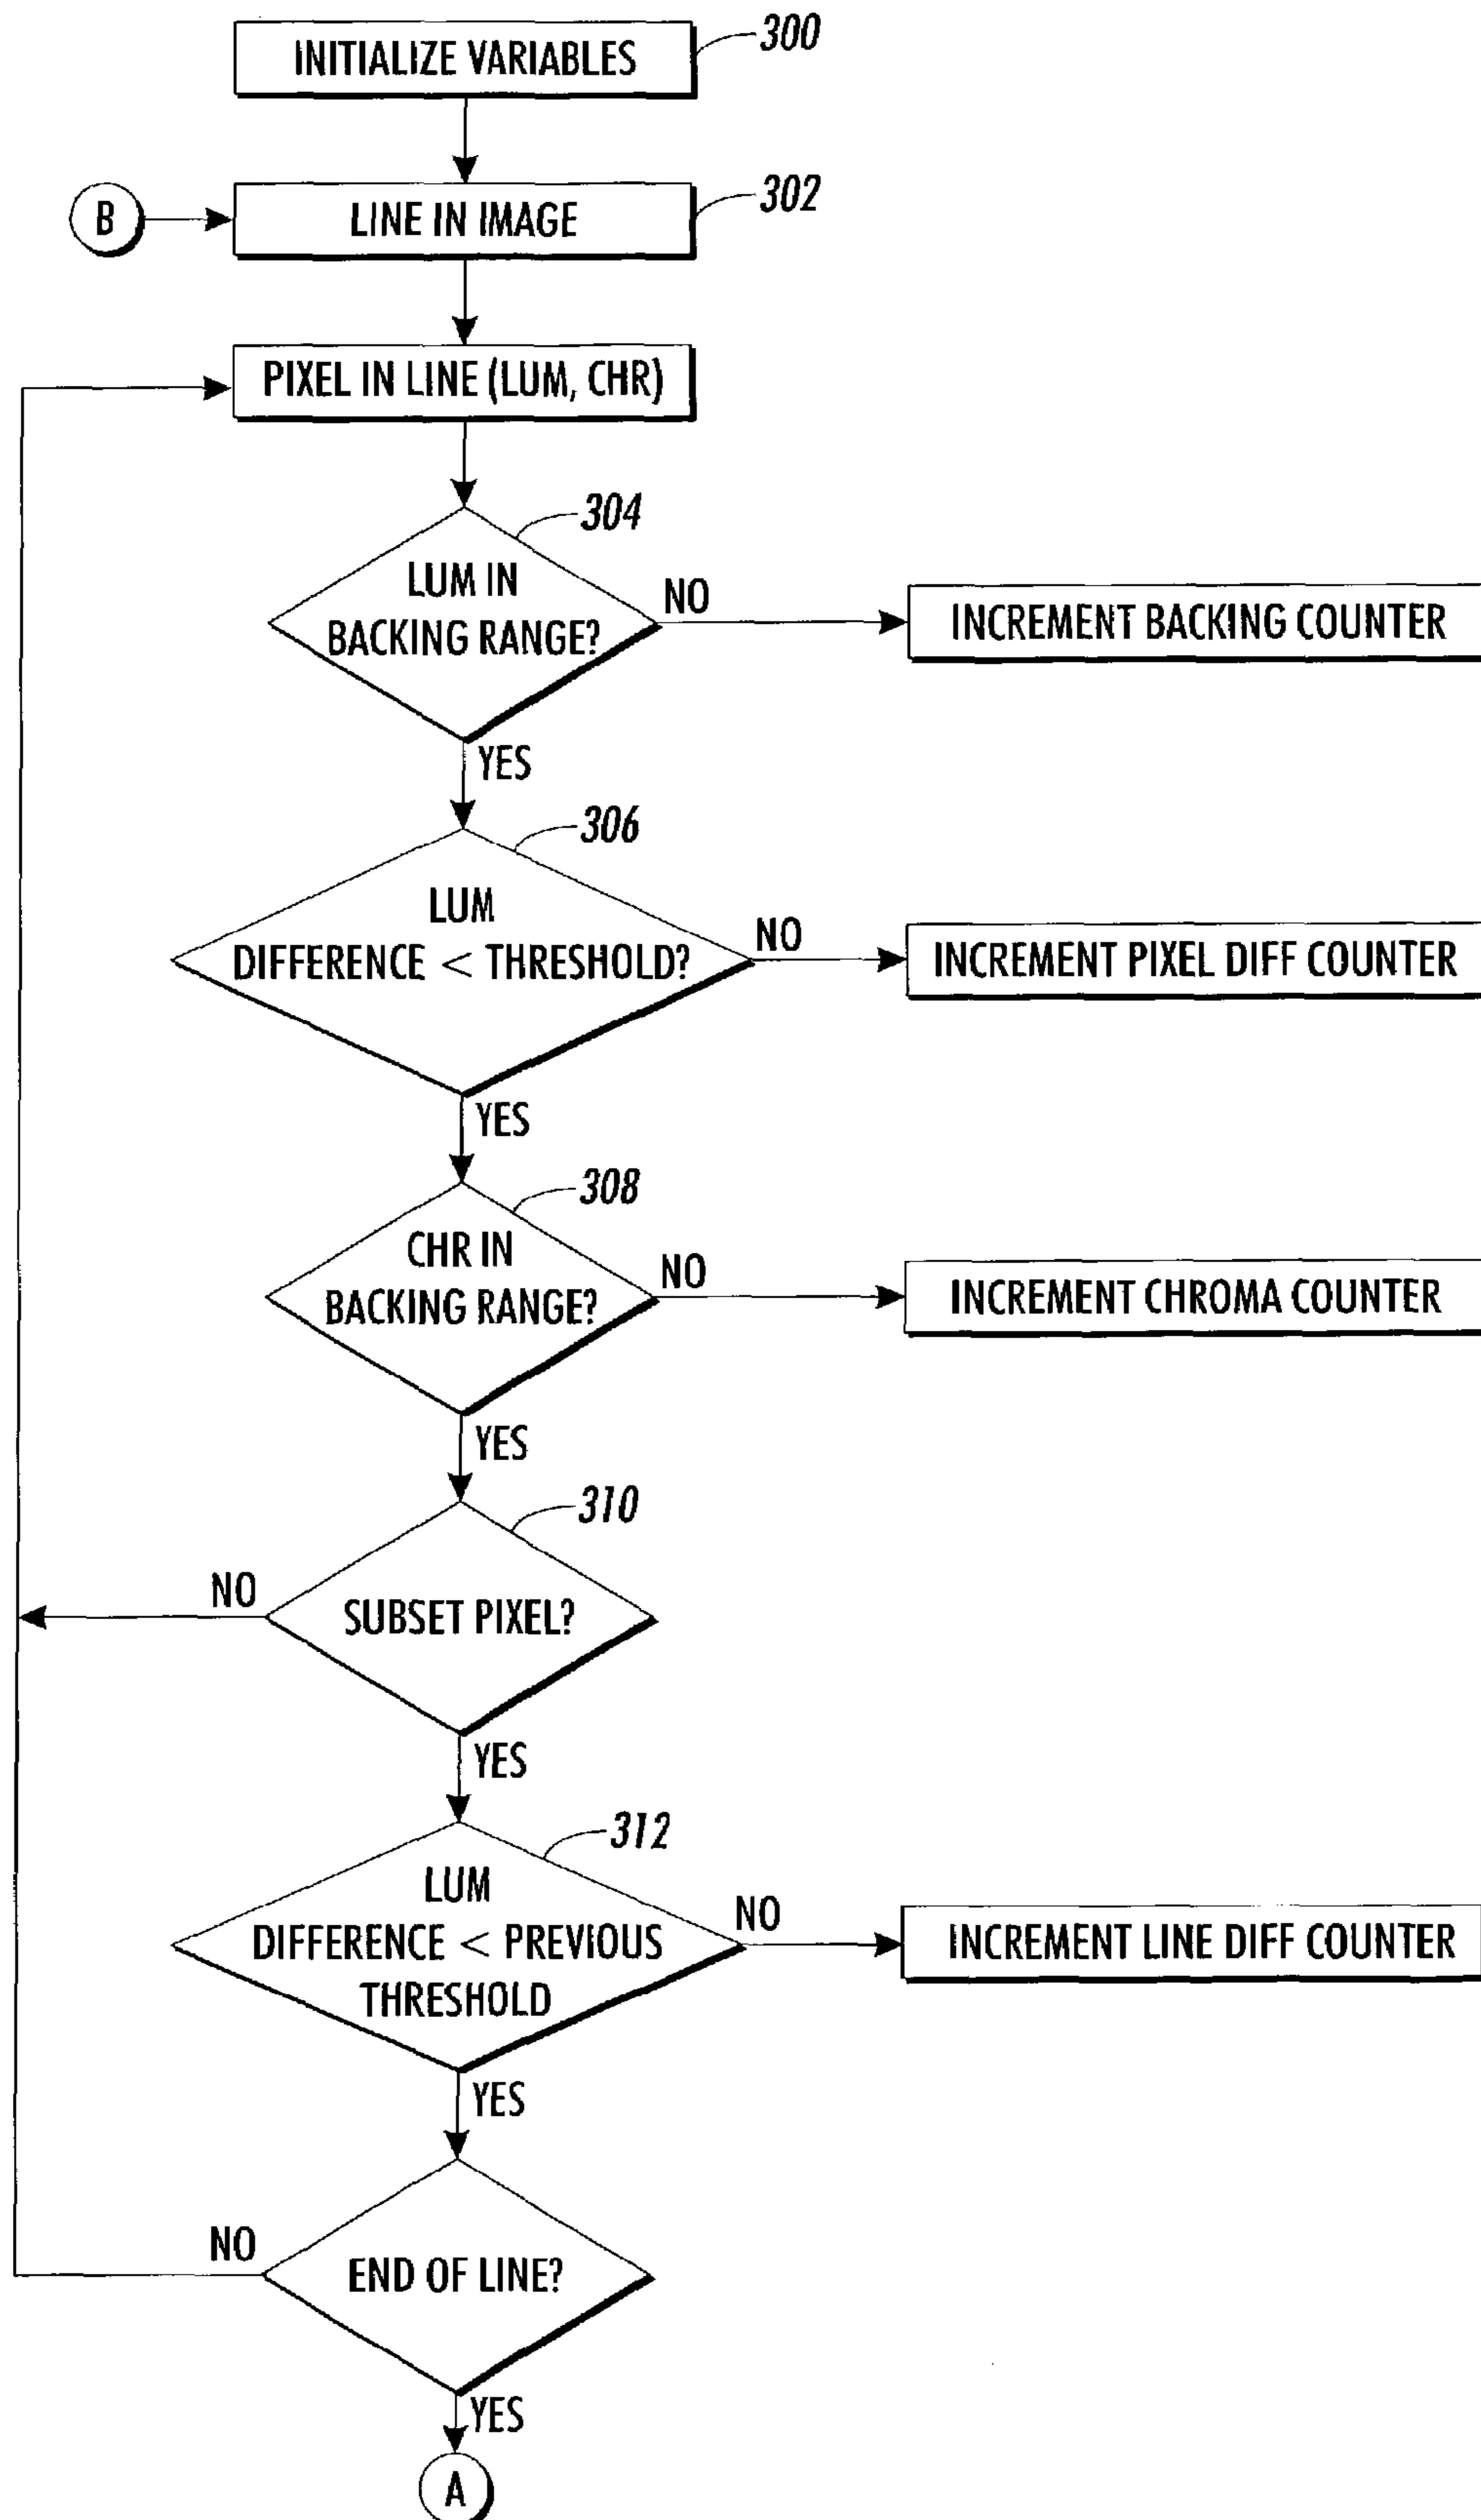 INITIALIZE VARIABLES
300
B
LINE IN IMAGE
302
PIXEL IN LINE (LUM, CHR)
304
LUM IN
BACKING RANGE?
NO
INCREMENT BACKING COUNTER
YES
306
LUM
DIFFERENCE < THRESHOLD?
NO
INCREMENT PIXEL DIFF COUNTER
YES
308
CHR IN
BACKING RANGE?
NO
INCREMENT CHROMA COUNTER
YES
310
NO
SUBSET PIXEL?
YES
312
LUM
DIFFERENCE < PREVIOUS
THRESHOLD
NO
INCREMENT LINE DIFF COUNTER
YES
NO
END OF LINE?
YES
A